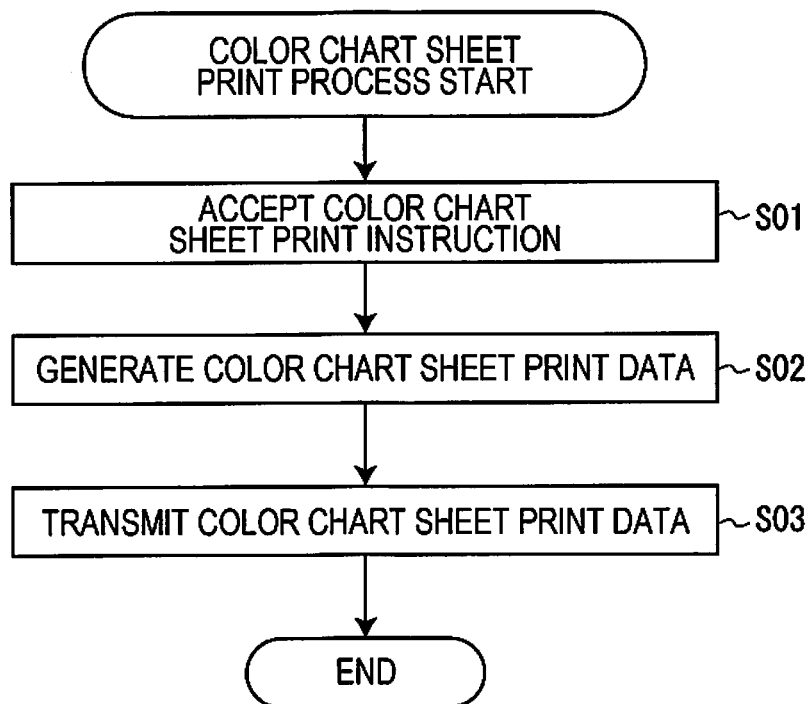 COLOR CHART SHEET
PRINT PROCESS START
ACCEPT COLOR CHART
SHEET PRINT INSTRUCTION
S01
GENERATE COLOR CHART SHEET PRINT DATA
S02
TRANSMIT COLOR CHART SHEET PRINT DATA
S03
END